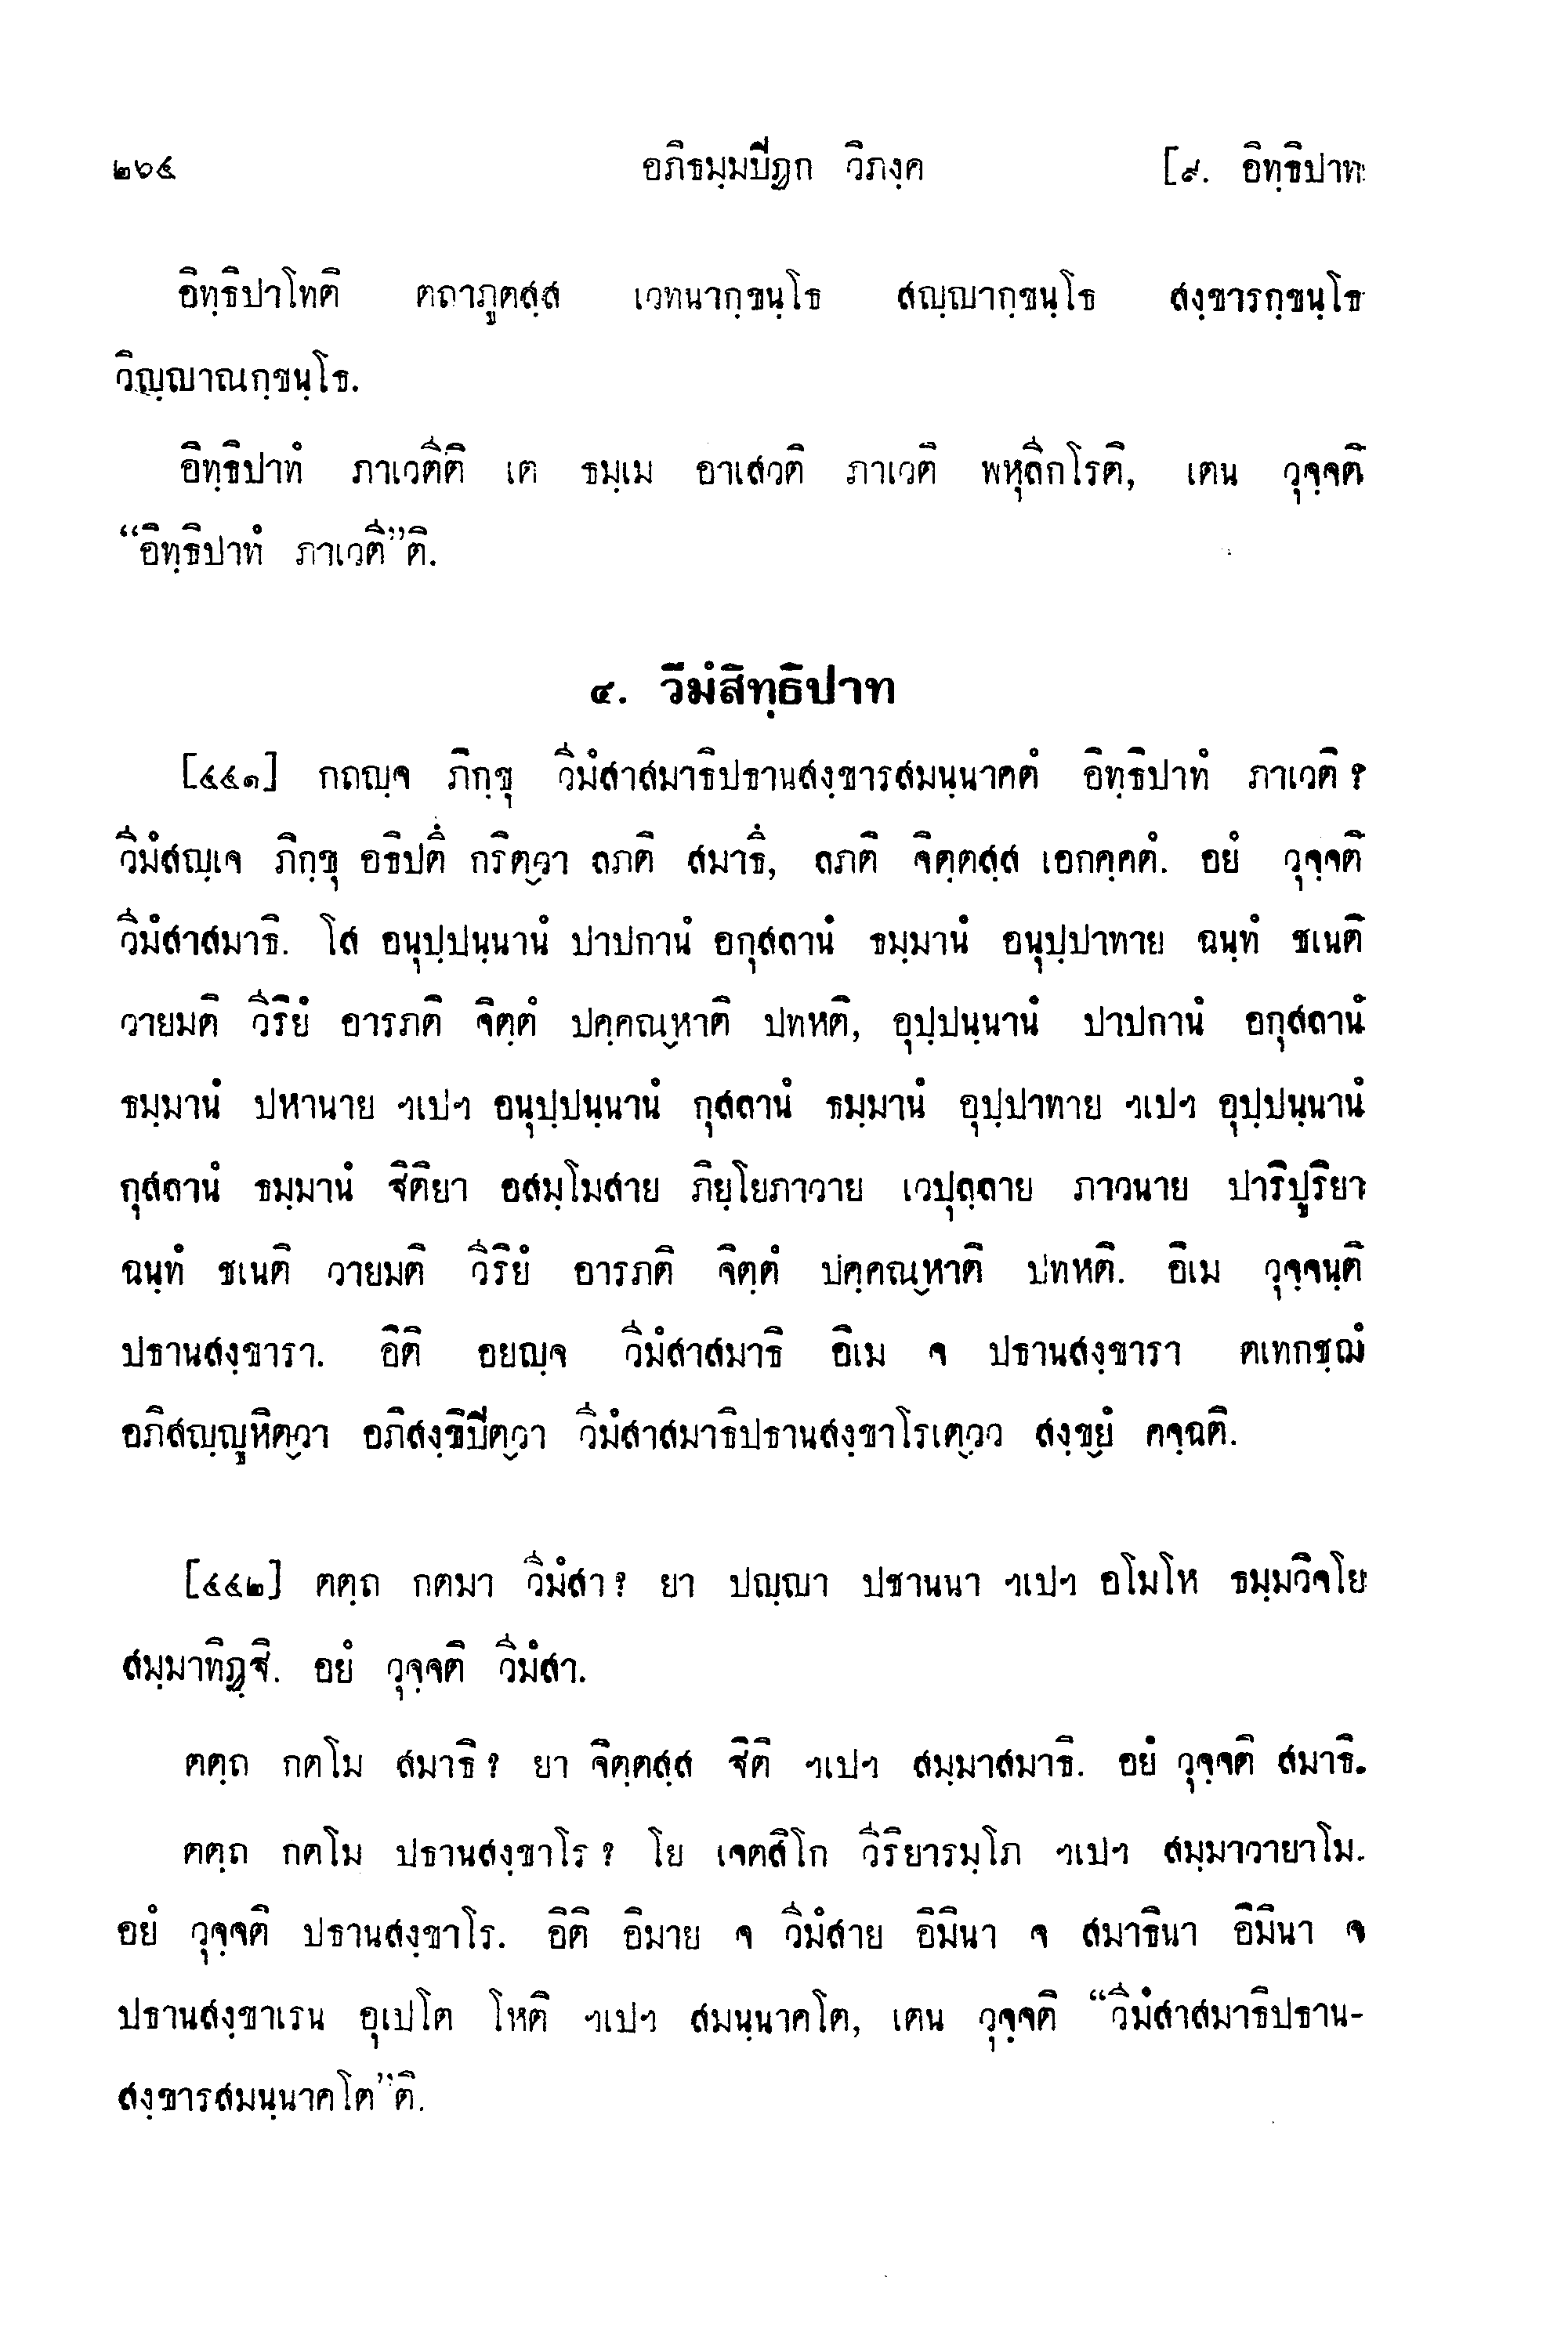 ๒๖๔ อภิธมฺมปีฏก วิภงฺค [๙. อิทฺธิปาท
อิทฺธิปาโทติ ตถาภูตสฺส เวทนากฺขนฺโธ สญฺญากฺขนฺโธ สงฺขารกฺขนฺโธ
วิญฺญาณกฺขนฺโธ.
อิทฺธิปาทํ ภาเวตีติ เต ธมฺเม อาเสวติ ภาเวติ พหุลีกโรติ, เตน วุจฺจติ
“อิทฺธิปาทํ ภาเวตี”ติ.
๔. วีมํสิทฺธิปาท
[๔๔๑] กถญฺจ ภิกฺขุ วีมํสาสมาธิปธานสงฺขารสมนฺนาคตํ อิทฺธิปาทํ ภาเวติ ?
วีมํสญฺเจ ภิกฺขุ อธิปตึ กริตฺวา ลภติ สมาธึ, ลภติ จิตฺตสฺส เอกคฺคตํ. อยํ วุจฺจติ
วีมํสาสมาธิ. โส อนุปฺปนฺนานํ ปาปกานํ อกุสลานํ ธมฺมานํ อนุปฺปาทาย ฉนฺทํ ชเนติ
วายมติ วีริยํ อารภติ จิตฺตํ ปคฺคณฺหาติ ปทหติ, อุปฺปนฺนานํ ปาปกานํ อกุสลานํ
ธมฺมานํ ปหานาย ฯเปฯ อนุปฺปนฺนานํ กุสลานํ ธมฺมานํ อุปฺปาทาย ฯเปฯ อุปฺปนฺนานํ
กุสลานํ ธมฺมานํ ฐิติยา อสมฺโมสาย ภิยฺโยภาวาย เวปุลฺลาย ภาวนาย ปาริปูริยา
ฉนฺทํ ชเนติ วายมติ วีริยํ อารภติ จิตฺตํ ปคฺคณฺหาติ ปทหติ. อิเม วุจฺจนฺติ
ปธานสงฺขารา. อิติ อยญฺจ วีมํสาสมาธิ อิเม จ ปธานสงฺขารา ตเทกชฺฌํ
อภิสญฺญูหิตฺวา อภิสงฺขิปีตฺวา วีมํสาสมาธิปธานสงฺขาโรเตฺวว สงฺขฺยํ คจฺฉติ.
[๔๔๒] ตตฺถ กตมา วีมํสา ? ยา ปญฺญา ปชานนา ฯเปฯ อโมโห ธมฺมวิจโย
สมฺมาทิฏฺฐิ. อยํ วุจฺจติ วีมํสา.
ตตฺถ กตโม สมาธิ ? ยา จิตฺตสฺส ฐิติ ฯเปฯ สมฺมาสมาธิ. อยํ วุจฺจติ สมาธิ.
ตตฺถ กตโม ปธานสงฺขาโร ? โย เจตสิโก วีริยารมฺโภ ฯเปฯ สมฺมาวายาโม.
อยํ วุจฺจติ ปธานสงฺขาโร. อิติ อิมาย จ วีมํสาย อิมินา จ สมาธินา อิมินา จ
ปธานสงฺขาเรน อุเปโต โหติ ฯเปฯ สมนฺนาคโต, เตน วุจฺจติ “วีมํสาสมาธิปธาน-
สงฺขารสมนฺนาคโต”ติ.